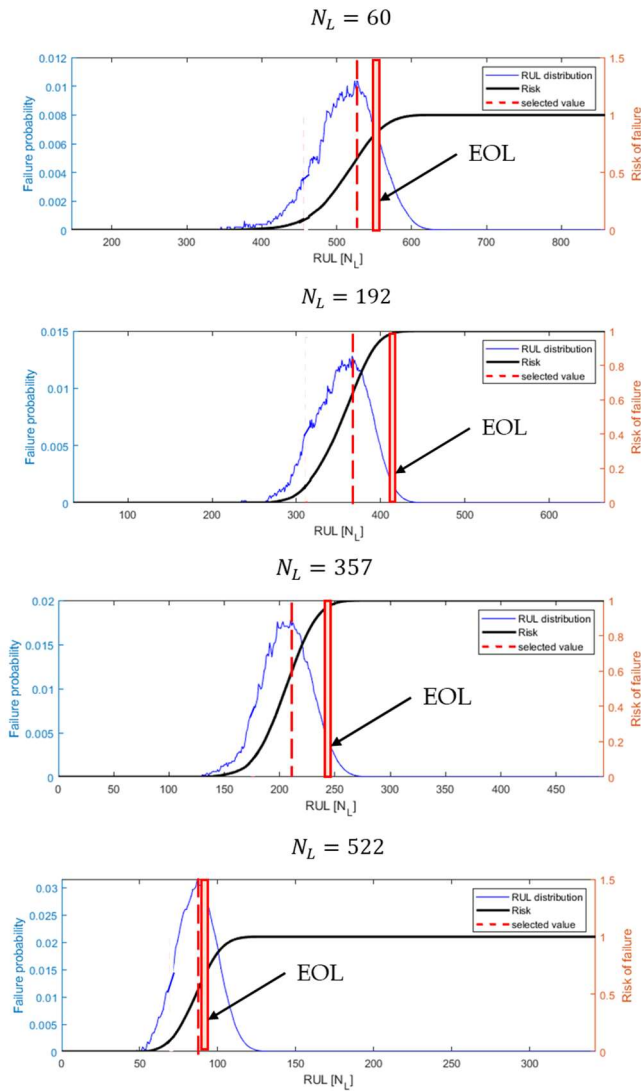 N_L = 60
0.012
0.010
0.008
0.006
0.004
0.002
0
Failure probability
200 300 400 500 600 700 800
RUL [N_L]
1.5
1
0.5
0
Risk of failure
RUL distribution
Risk
selected value
EOL
N_L = 192
0.015
0.01
0.005
0
Failure probability
100 200 300 400 500 600
RUL [N_L]
1
0.8
0.6
0.4
0.2
0
Risk of failure
RUL distribution
Risk
selected value
EOL
N_L = 357
0.02
0.015
0.01
0.005
0
Failure probability
0 50 100 150 200 250 300 350 400 450
RUL [N_L]
1
0.8
0.6
0.4
0.2
0
Risk of failure
RUL distribution
Risk
selected value
EOL
N_L = 522
0.03
0.025
0.02
0.015
0.01
0.005
0
Failure probability
0 50 100 150 200 250 300
RUL [N_L]
1.5
1
0.5
0
Risk of failure
RUL distribution
Risk
selected value
EOL